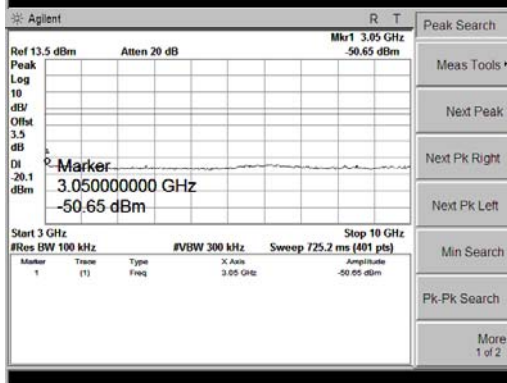 Agilent R T
Mkr1 3.05 GHz
Ref 13.5 dBm Atten 20 dB -50.65 dBm
Peak
Log
10
dB/
Offst
3.5
dB
DI
-20.1
dBm
Marker
3.050000000 GHz
-50.65 dBm
Start 3 GHz Stop 10 GHz
#Res BW 100 kHz #VBW 300 kHz Sweep 725.2 ms (401 pts)
Marker Trace Type X Axis Amplitude
1 (1) Freq 3.05 GHz -50.65 dBm
Peak Search
Meas Tools
Next Peak
Next Pk Right
Next Pk Left
Min Search
Pk-Pk Search
More
1 of 2